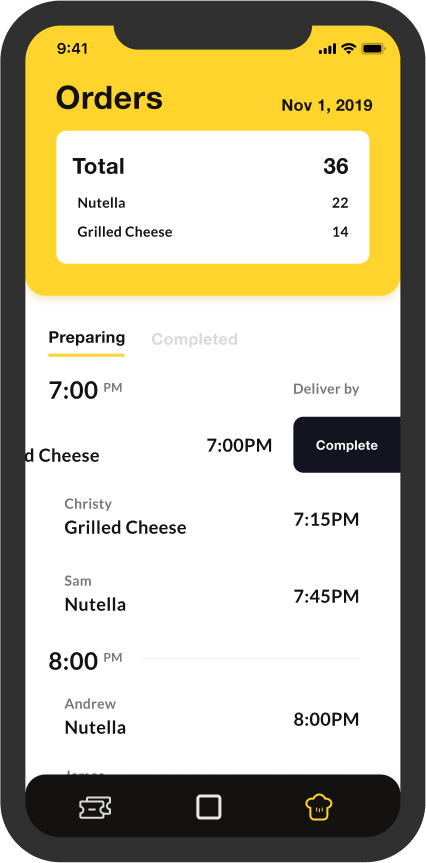 9:41
Orders
Nov 1, 2019
Total 36
Nutella 22
Grilled Cheese 14
Preparing Completed
7:00 PM Deliver by
d Cheese 7:00PM Complete
Christy
Grilled Cheese 7:15PM
Sam
Nutella 7:45PM
8:00 PM
Andrew
Nutella 8:00PM